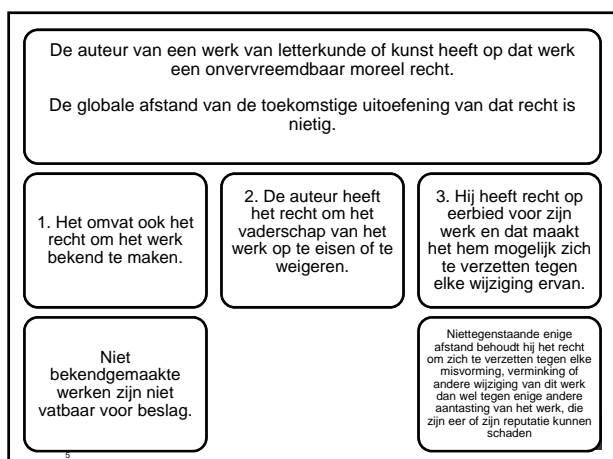 De auteur van een werk van letterkunde of kunst heeft op dat werk
een onvervreemdbaar moreel recht.
De globale afstand van de toekomstige uitoefening van dat recht is
nietig.
1. Het omvat ook het
recht om het werk
bekend te maken.
2. De auteur heeft
het recht om het
vaderschap van het
werk op te eisen of te
weigeren.
3. Hij heeft recht op
eerbied voor zijn
werk en dat maakt
het hem mogelijk zich
te verzetten tegen
elke wijziging ervan.
Niet
bekendgemaakte
werken zijn niet
vatbaar voor beslag.
Niettegenstaande enige
afstand behoudt hij het recht
om zich te verzetten tegen elke
misvorming, verminking of
andere wijziging van dit werk
dan wel tegen enige andere
aantasting van het werk, die
zijn eer of zijn reputatie kunnen
schaden
5